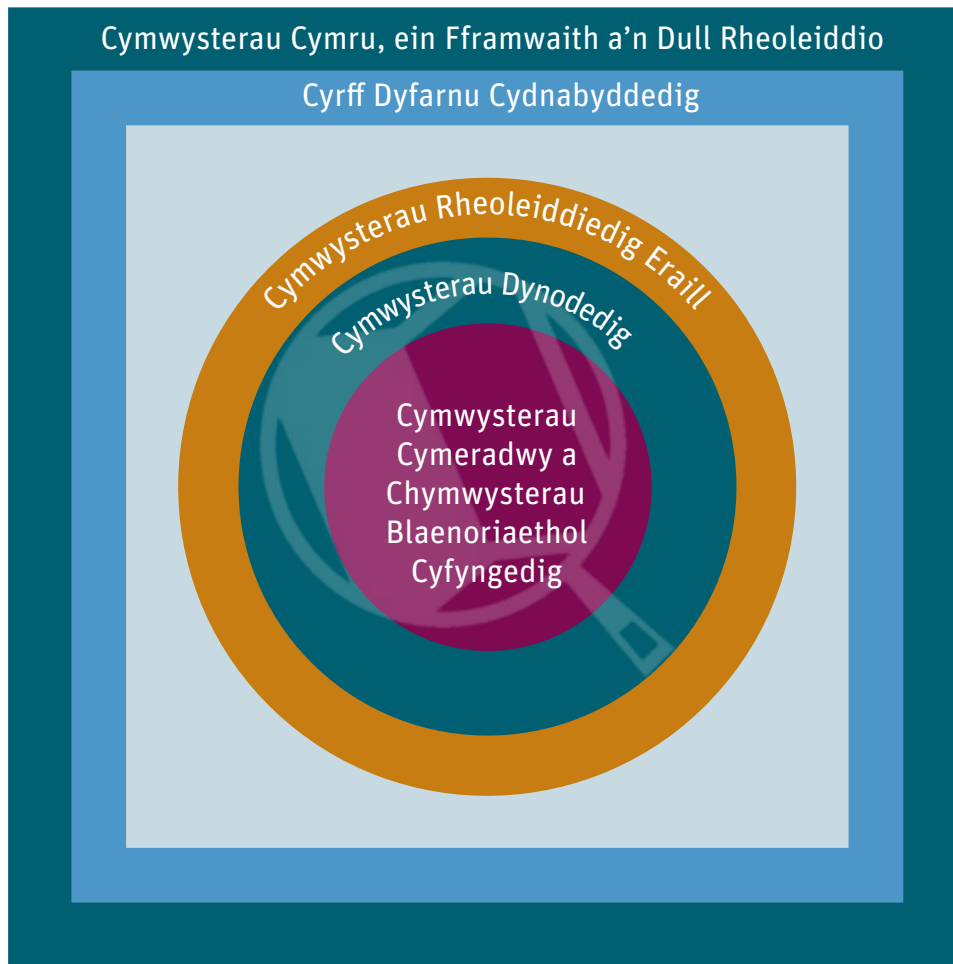 Cymwysterau Cymru, ein Fframwaith a'n Dull Rheoleiddio
Cyrff Dyfarnu Cydnabyddedig
Cymwysterau Rheoleiddiedig Eraill
Cymwysterau Dynodedig
Cymwysterau
Cymeradwy a
Chymwysterau
Blaenoriaethol
Cyfyngedig